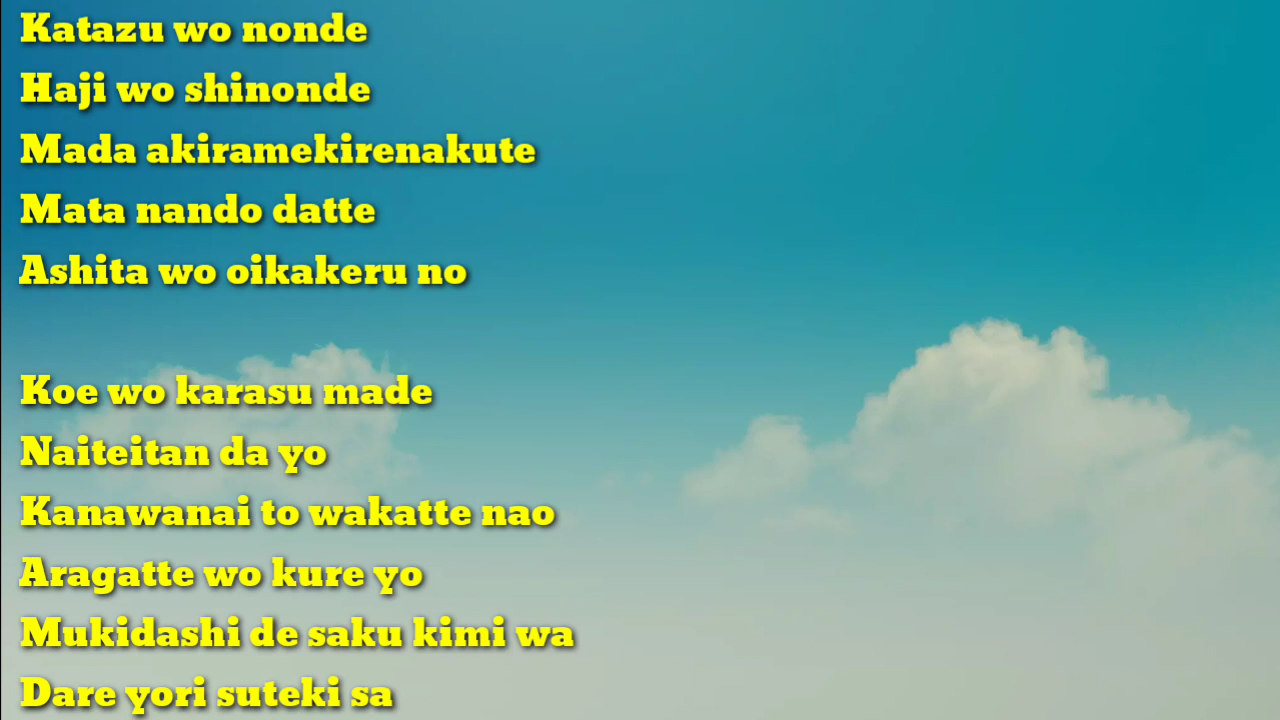 Katazu wo nonde
Haji wo shinonde
Mada akiramekirenakute
Mata nando datte
Ashita wo oikakeru no
Koe wo karasu made
Naiteitan da yo
Kanawanai to wakatte nao
Aragatte wo kure yo
Mukidashi de saku kimi wa
Dare yori suteki sa